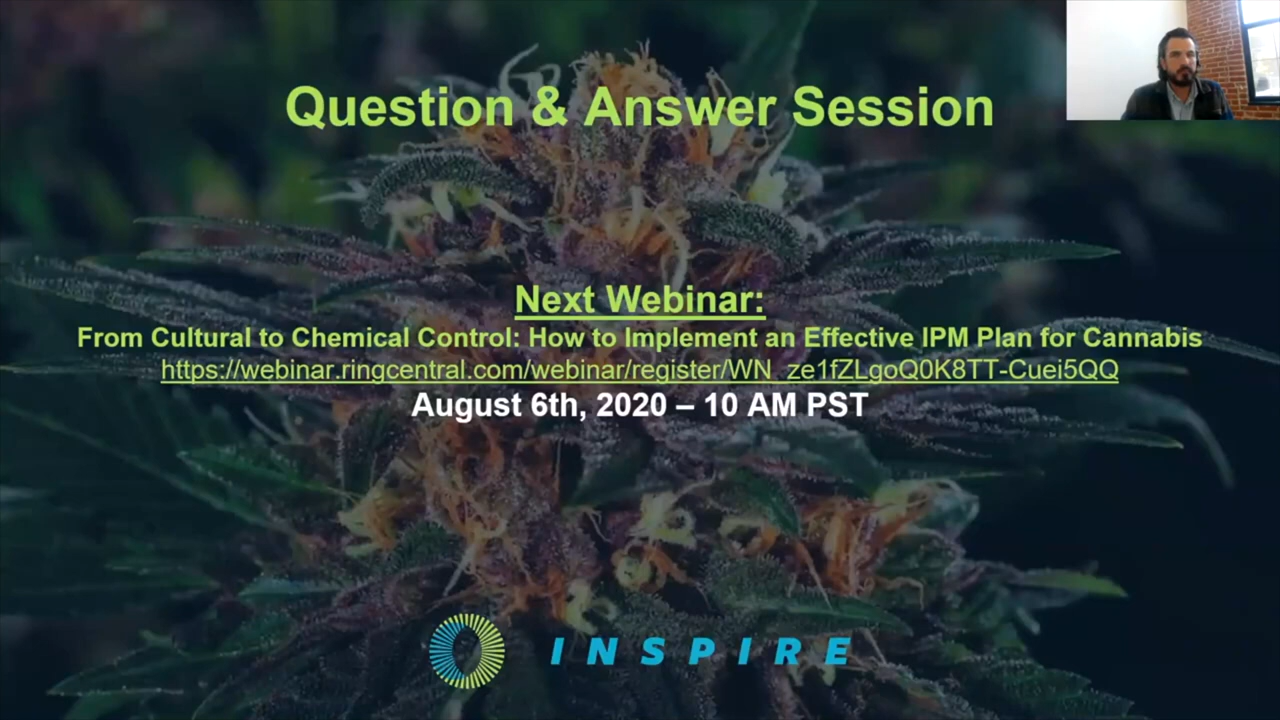 Question & Answer Session
Next Webinar:
From Cultural to Chemical Control: How to Implement an Effective IPM Plan for Cannabis
https://webinar.ringcentral.com/webinar/register/WN_ze1fZLgoQ0K8TT-Cuei5QQ
August 6th, 2020 – 10 AM PST
INSPIRE